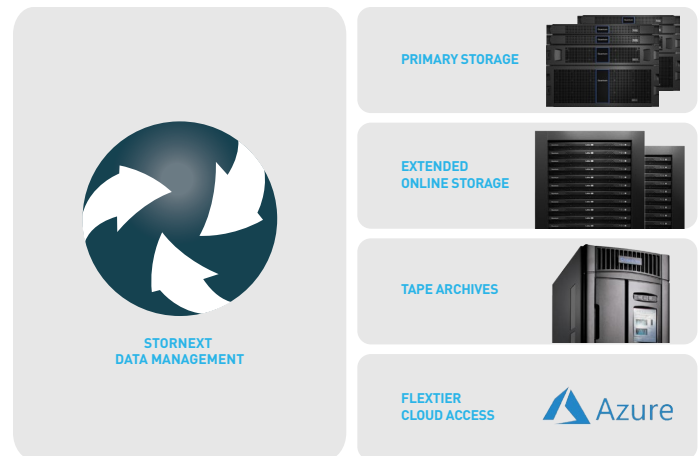 STORNEXT
DATA MANAGEMENT
PRIMARY STORAGE
EXTENDED
ONLINE STORAGE
TAPE ARCHIVES
FLEXTIER
CLOUD ACCESS
Azure